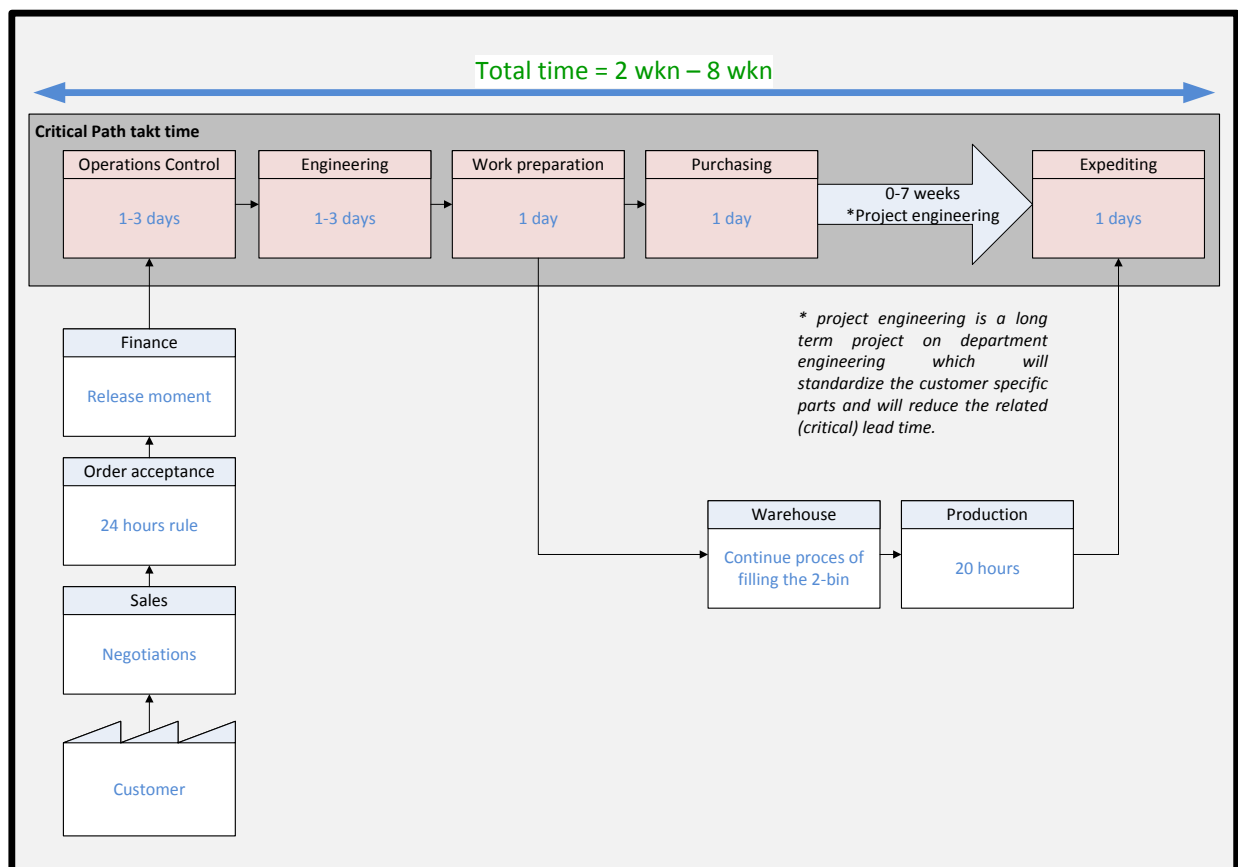 Total time = 2 wkn – 8 wkn
Critical Path takt time
Operations Control
1-3 days
Engineering
1-3 days
Work preparation
1 day
Purchasing
1 day
0-7 weeks
*Project engineering
Expediting
1 days
Finance
Release moment
* project engineering is a long
term project on department
engineering which will
standardize the customer specific
parts and will reduce the related
(critical) lead time.
Order acceptance
24 hours rule
Warehouse
Continue proces of
filling the 2-bin
Production
20 hours
Sales
Negotiations
Customer